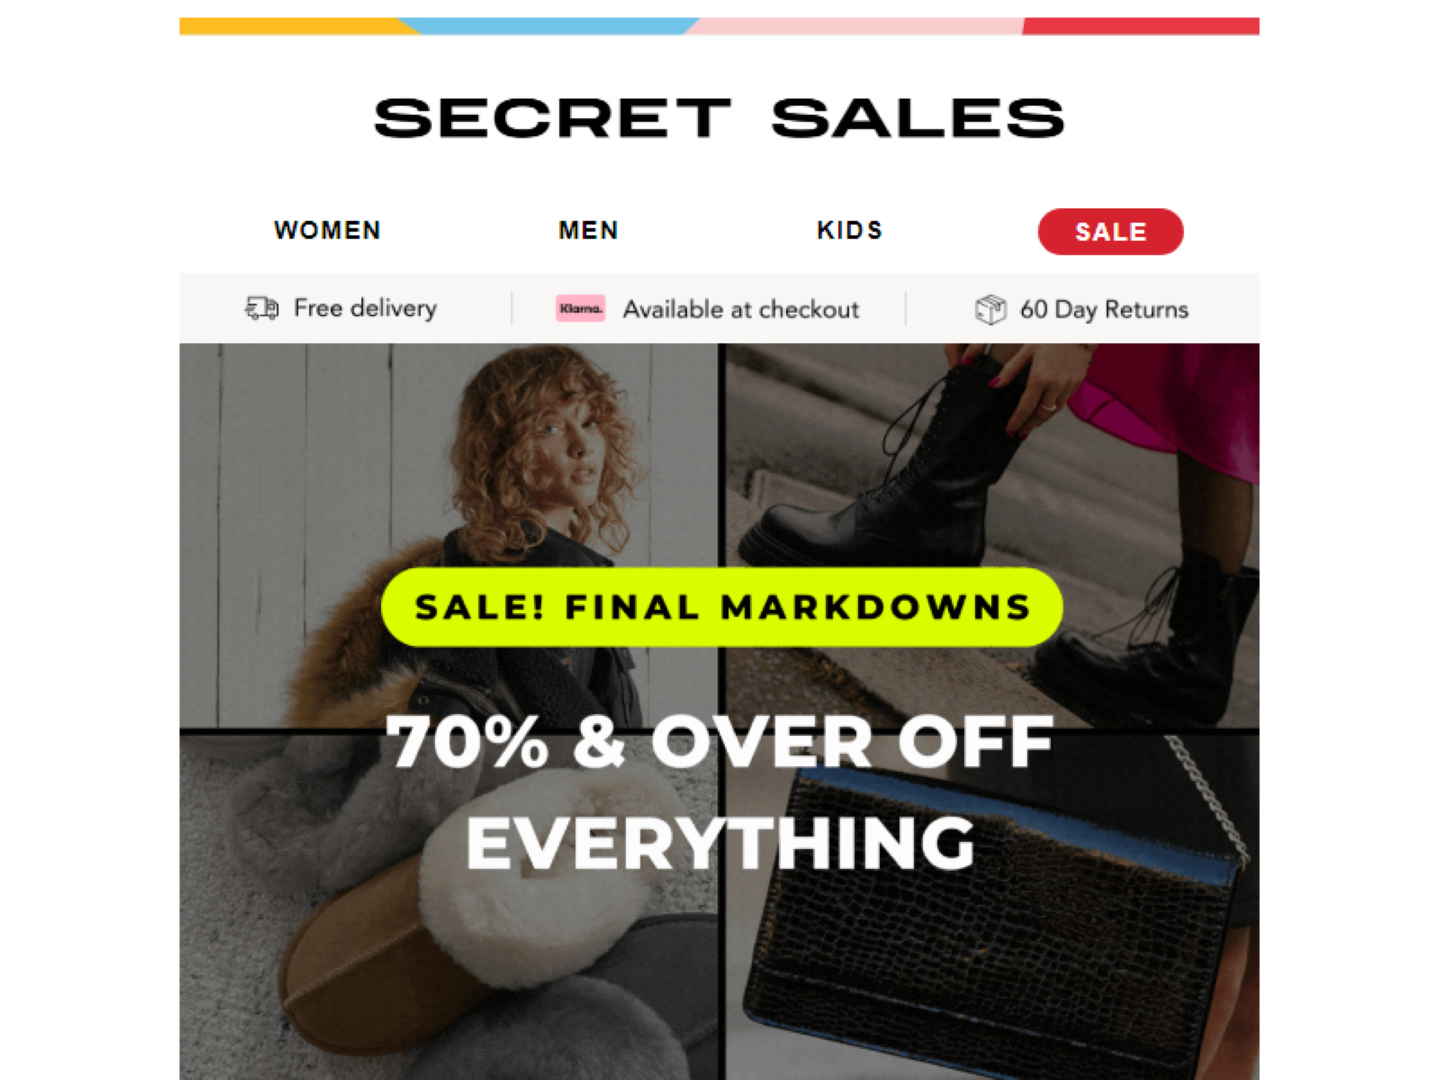 SECRET SALES
WOMEN MEN KIDS SALE
Free delivery Klarna. Available at checkout 60 Day Returns
SALE! FINAL MARKDOWNS
70% & OVER OFF
EVERYTHING